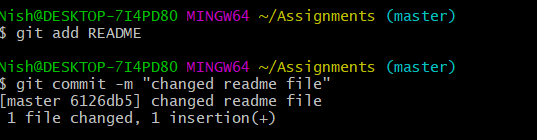 Nish@DESKTOP-7I4PD80 MINGW64 ~/Assignments (master)
$ git add README
Nish@DESKTOP-7I4PD80 MINGW64 ~/Assignments (master)
$ git commit -m "changed readme file"
[master 6126db5] changed readme file
 1 file changed, 1 insertion(+)